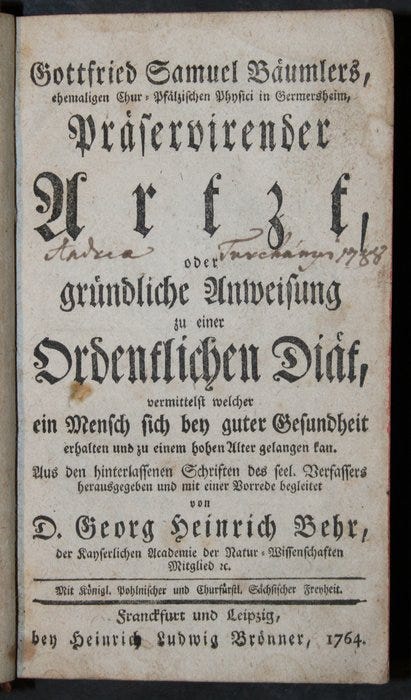 Gottfried Samuel Bäumlers,
ehemaligen Chur-Pfälzischen Physici in Germersheim,
Präservirender
Artzt,
Andrea Turchányi 1788
oder
gründliche Anweisung
zu einer
Ordentlichen Diät,
vermittelst welcher
ein Mensch sich bey guter Gesundheit
erhalten und zu einem hohen Alter gelangen kan.
Aus den hinterlassenen Schriften des seel. Verfassers
herausgegeben und mit einer Vorrede begleitet
von
D. Georg Heinrich Behr,
der Kayserlichen Academie der Natur-Wissenschaften
Mitglied ꝛc.
Mit Königl. Pohlnischer und Churfürstl. Sächsischer Freyheit.
Franckfurt und Leipzig,
bey Heinrich Ludwig Brönner, 1764.